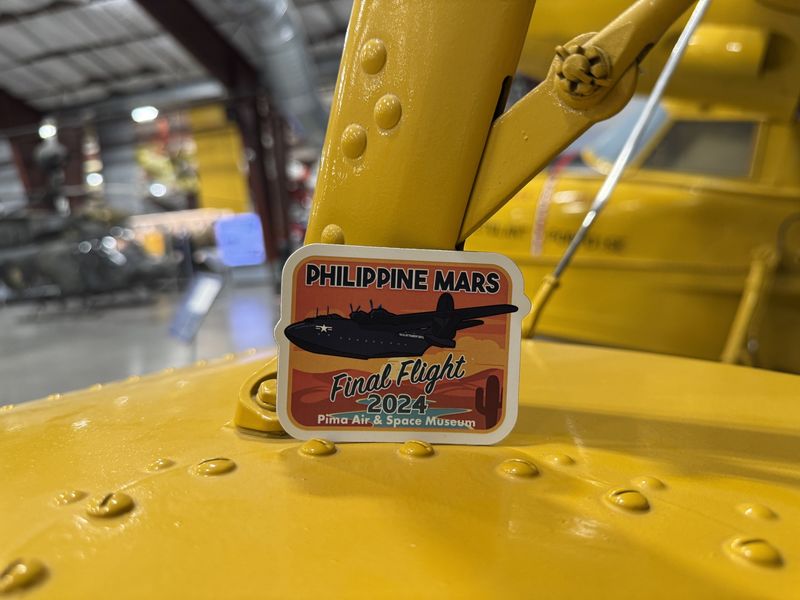 PHILIPPINE MARS
Final Flight
2024
Pima Air & Space Museum